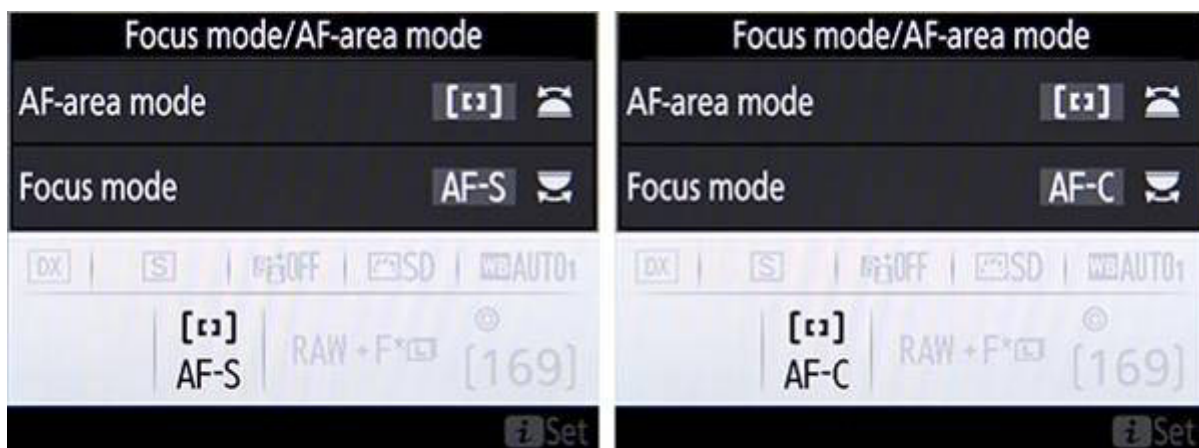 Focus mode/AF-area mode
AF-area mode [[ ]]
Focus mode AF-S
DX S OFF SD WB AUTO1
[[ ]]
AF-S RAW + F★ L [169]
i Set
Focus mode/AF-area mode
AF-area mode [[ ]]
Focus mode AF-C
DX S OFF SD WB AUTO1
[[ ]]
AF-C RAW + F★ L [169]
i Set